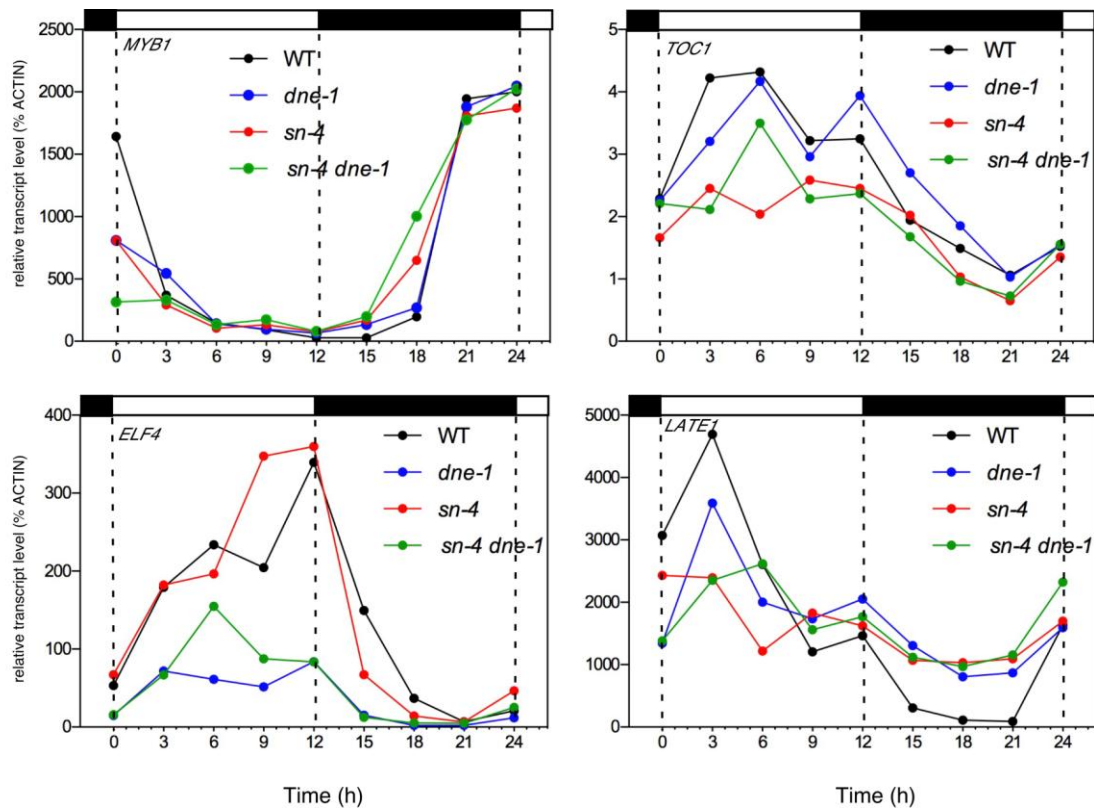 MYB1
relative transcript level (% ACTIN)
2500
2000
1500
1000
500
0
WT
dne-1
sn-4
sn-4 dne-1
0 3 6 9 12 15 18 21 24
TOC1
5
4
3
2
1
0
WT
dne-1
sn-4
sn-4 dne-1
0 3 6 9 12 15 18 21 24
ELF4
relative transcript level (% ACTIN)
400
300
200
100
0
WT
dne-1
sn-4
sn-4 dne-1
0 3 6 9 12 15 18 21 24
Time (h)
LATE1
5000
4000
3000
2000
1000
0
WT
dne-1
sn-4
sn-4 dne-1
0 3 6 9 12 15 18 21 24
Time (h)